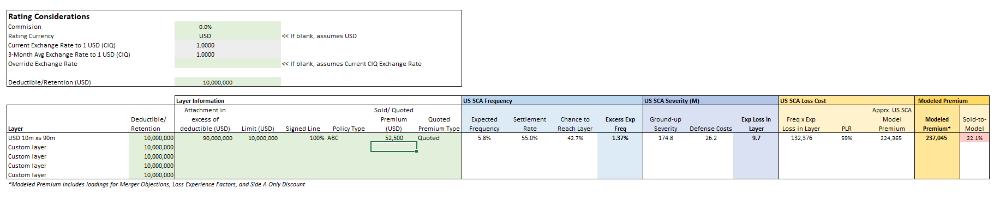 Rating Considerations
Commision 0.0%
Rating Currency USD << If blank, assumes USD
Current Exchange Rate to 1 USD (CIQ) 1.0000
3-Month Avg Exchange Rate to 1 USD (CIQ) 1.0000
Override Exchange Rate << If blank, assumes Current CIQ Exchange Rate
Deductible/Retention (USD) 10,000,000
Layer Information US SCA Frequency US SCA Severity (M) US SCA Loss Cost Modeled Premium
Attachment in Sold/ Quoted Apprx. US SCA
Deductible/ excess of Premium Quoted Expected Settlement Chance to Excess Exp Ground-up Exp Loss in Freq x Exp Model Modeled Sold-to-
Layer Retention deductible (USD) Limit (USD) Signed Line Policy Type (USD) Premium Type Frequency Rate Reach Layer Freq Severity Defense Costs Layer Loss in Layer PLR Premium Premium* Model
USD 10m xs 90m 10,000,000 90,000,000 10,000,000 100% ABC 52,500 Quoted 5.8% 55.0% 42.7% 1.37% 174.8 26.2 9.7 132,376 59% 224,365 237,045 22.1%
Custom layer 10,000,000
Custom layer 10,000,000
Custom layer 10,000,000
Custom layer 10,000,000
*Modeled Premium includes loadings for Merger Objections, Loss Experience Factors, and Side A Only Discount